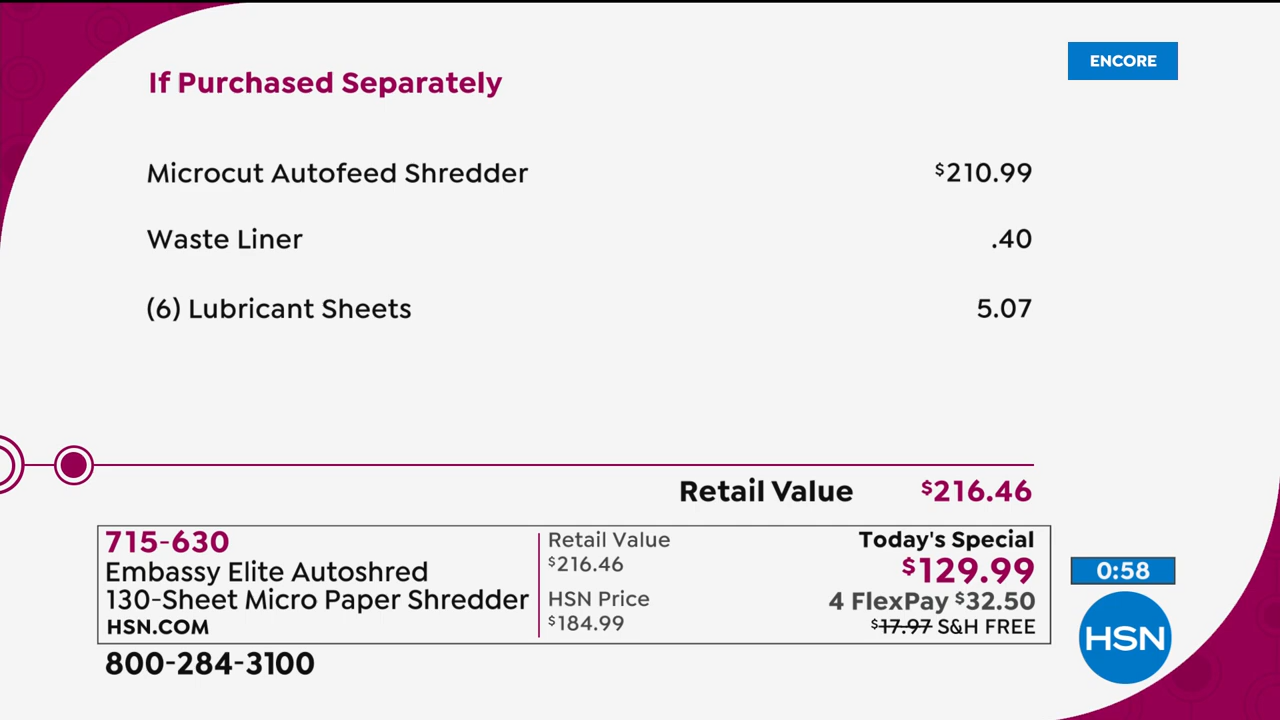 If Purchased Separately
ENCORE
Microcut Autofeed Shredder $210.99
Waste Liner .40
(6) Lubricant Sheets 5.07
Retail Value $216.46
715-630
Embassy Elite Autoshred
130-Sheet Micro Paper Shredder
HSN.COM
Retail Value
$216.46
HSN Price
$184.99
Today's Special
$129.99
4 FlexPay $32.50
$17.97 S&H FREE
0:58
HSN
800-284-3100